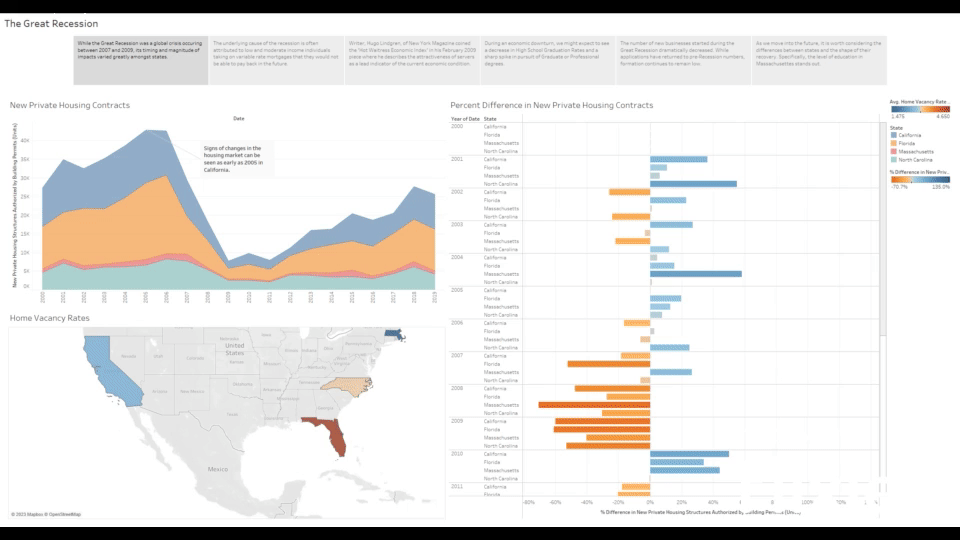 The Great Recession
While the Great Recession was a global crisis occuring
between 2007 and 2009, its timing and magnitude of
impacts varied greatly amongst states.
The underlying cause of the recession is often
attributed to low and moderate income individuals
taking on variable rate mortgages that they would not
be able to pay back in the future.
Writer, Hugo Lindgren, of New York Magazine coined
the 'Hot Waitress Economic Index' in his February 2009
piece where he describes the attractiveness of servers
as a lead indicator of the current economic condition.
During an economic downturn, we might expect to see
a decrease in High School Graduation Rates and a
sharp spike in pursuit of Graduate or Professional
degrees.
The number of new businesses started during the
Great Recession dramatically decreased. While
applications have returned to pre-Recession numbers,
formation continues to remain low.
As we move into the future, it is worth considering the
differences between states and the shape of their
recovery. Specifically, the level of education in
Massachusetts stands out.
New Private Housing Contracts
Date
New Private Housing Structures Authorized by Building Permits (Units)
40K
35K
30K
25K
20K
15K
10K
5K
0K
Signs of changes in the
housing market can be
seen as early as 2005 in
California.
2000 2001 2002 2003 2004 2005 2006 2007 2008 2009 2010 2011 2012 2013 2014 2015 2016 2017 2018 2019
Home Vacancy Rates
United
States
Mexico
© 2023 Mapbox © OpenStreetMap
Percent Difference in New Private Housing Contracts
Year of Date State
2000 California
Florida
Massachusetts
North Carolina
2001 California
Florida
Massachusetts
North Carolina
2002 California
Florida
Massachusetts
North Carolina
2003 California
Florida
Massachusetts
North Carolina
2004 California
Florida
Massachusetts
North Carolina
2005 California
Florida
Massachusetts
North Carolina
2006 California
Florida
Massachusetts
North Carolina
2007 California
Florida
Massachusetts
North Carolina
2008 California
Florida
Massachusetts
North Carolina
2009 California
Florida
Massachusetts
North Carolina
2010 California
Florida
Massachusetts
North Carolina
2011 California
Florida
-80% -60% -40% -20% 0% 20% 40%
% Difference in New Private Housing Structures Authorized by
Avg. Home Vacancy Rate ..
1.475 4.650
State
California
Florida
Massachusetts
North Carolina
% Difference in New Priv..
-70.7%